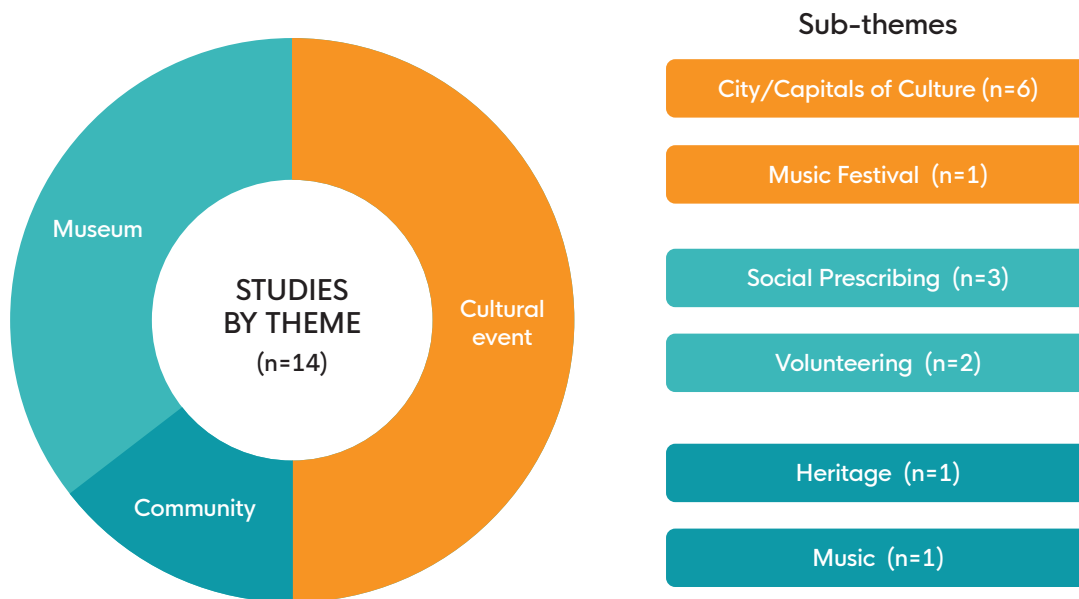 Museum
STUDIES
BY THEME
(n=14)
Cultural
event
Community
Sub-themes
City/Capitals of Culture (n=6)
Music Festival (n=1)
Social Prescribing (n=3)
Volunteering (n=2)
Heritage (n=1)
Music (n=1)